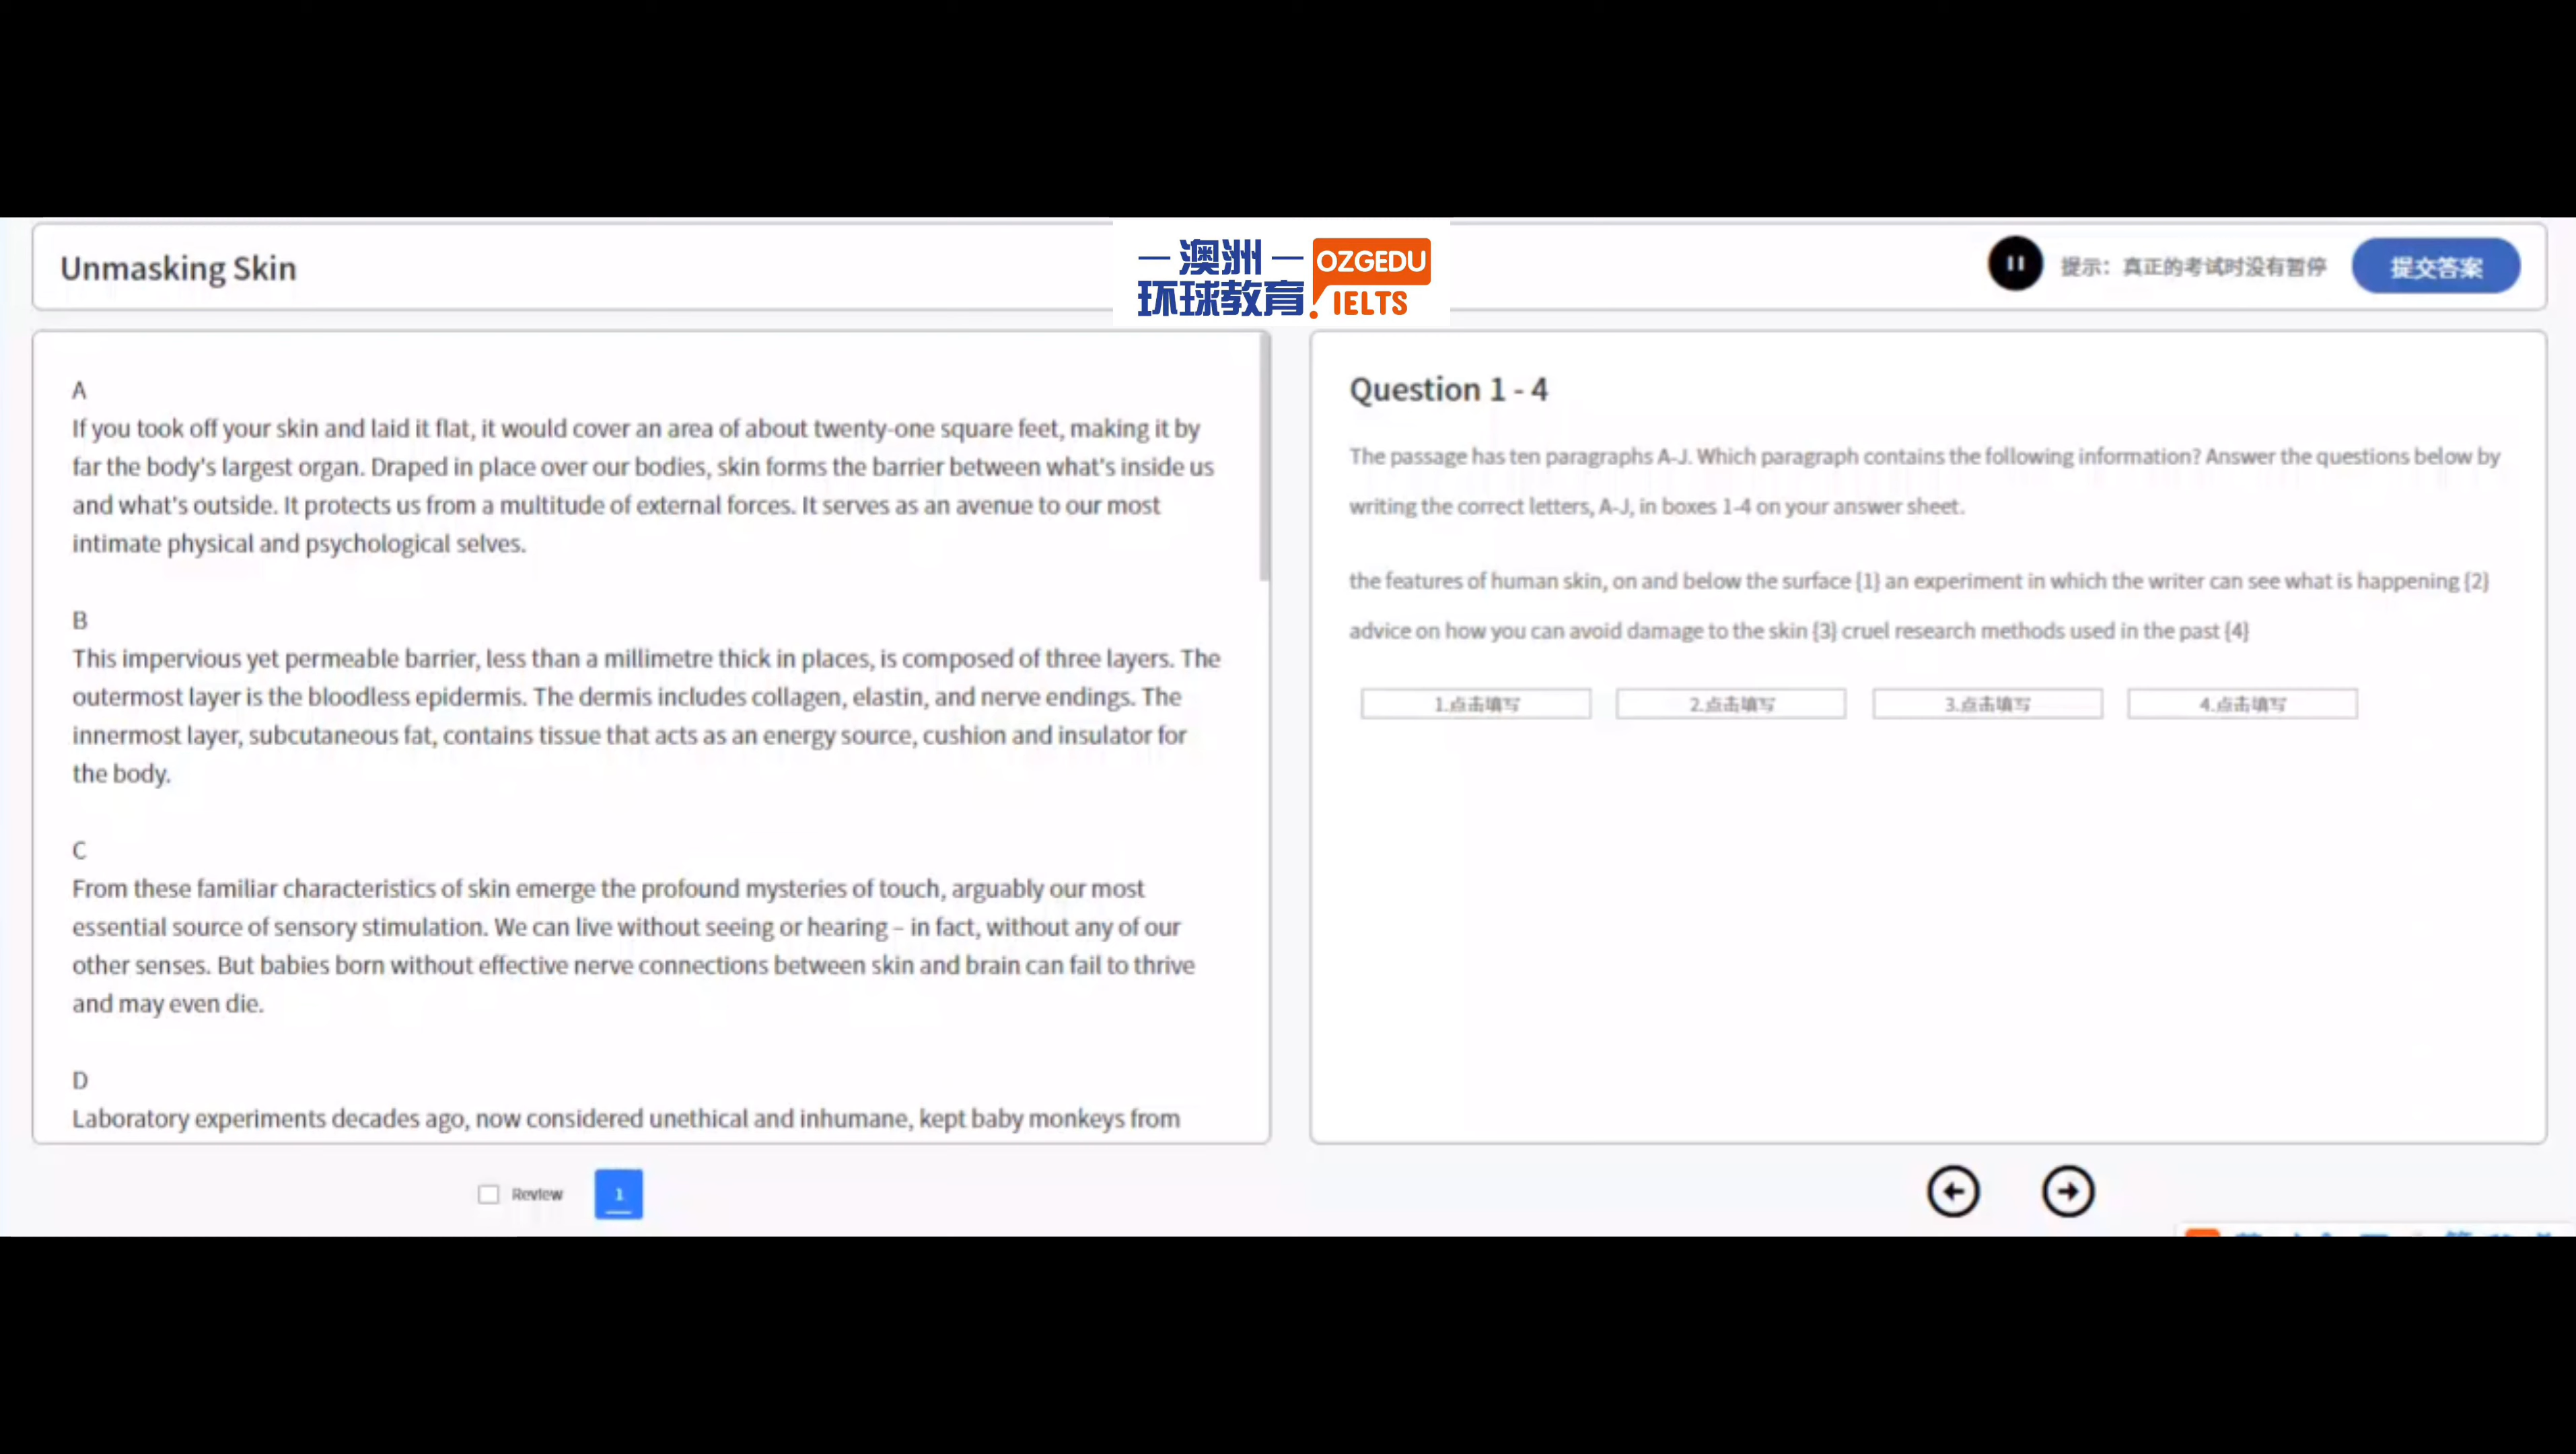 Unmasking Skin
澳洲
环球教育
OZGEDU
IELTS
提示：真正的考试时没有暂停
提交答案
A
If you took off your skin and laid it flat, it would cover an area of about twenty-one square feet, making it by
far the body's largest organ. Draped in place over our bodies, skin forms the barrier between what's inside us
and what's outside. It protects us from a multitude of external forces. It serves as an avenue to our most
intimate physical and psychological selves.
B
This impervious yet permeable barrier, less than a millimetre thick in places, is composed of three layers. The
outermost layer is the bloodless epidermis. The dermis includes collagen, elastin, and nerve endings. The
innermost layer, subcutaneous fat, contains tissue that acts as an energy source, cushion and insulator for
the body.
C
From these familiar characteristics of skin emerge the profound mysteries of touch, arguably our most
essential source of sensory stimulation. We can live without seeing or hearing – in fact, without any of our
other senses. But babies born without effective nerve connections between skin and brain can fail to thrive
and may even die.
D
Laboratory experiments decades ago, now considered unethical and inhumane, kept baby monkeys from
Question 1 - 4
The passage has ten paragraphs A-J. Which paragraph contains the following information? Answer the questions below by
writing the correct letters, A-J, in boxes 1-4 on your answer sheet.
the features of human skin, on and below the surface {1} an experiment in which the writer can see what is happening {2}
advice on how you can avoid damage to the skin {3} cruel research methods used in the past {4}
1.点击填写 2.点击填写 3.点击填写 4.点击填写
Review 1